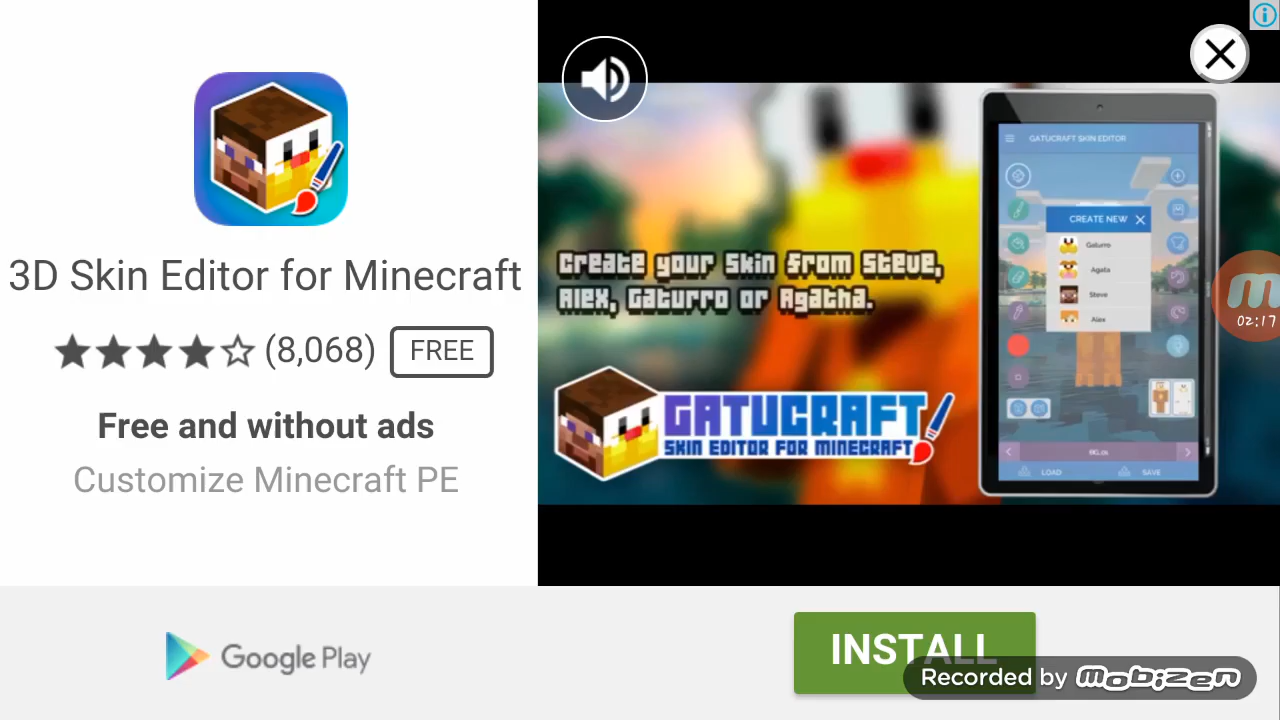 3D Skin Editor for Minecraft
(8,068) FREE
Free and without ads
Customize Minecraft PE
Google Play
INSTALL
Create your Skin from Steve,
Alex, Gaturro or Agatha.
GATUCRAFT
SKIN EDITOR FOR MINECRAFT
GATUCRAFT SKIN EDITOR
CREATE NEW
Gaturro
Agata
Steve
Alex
LOAD
SAVE
02:17
Recorded by mobizen